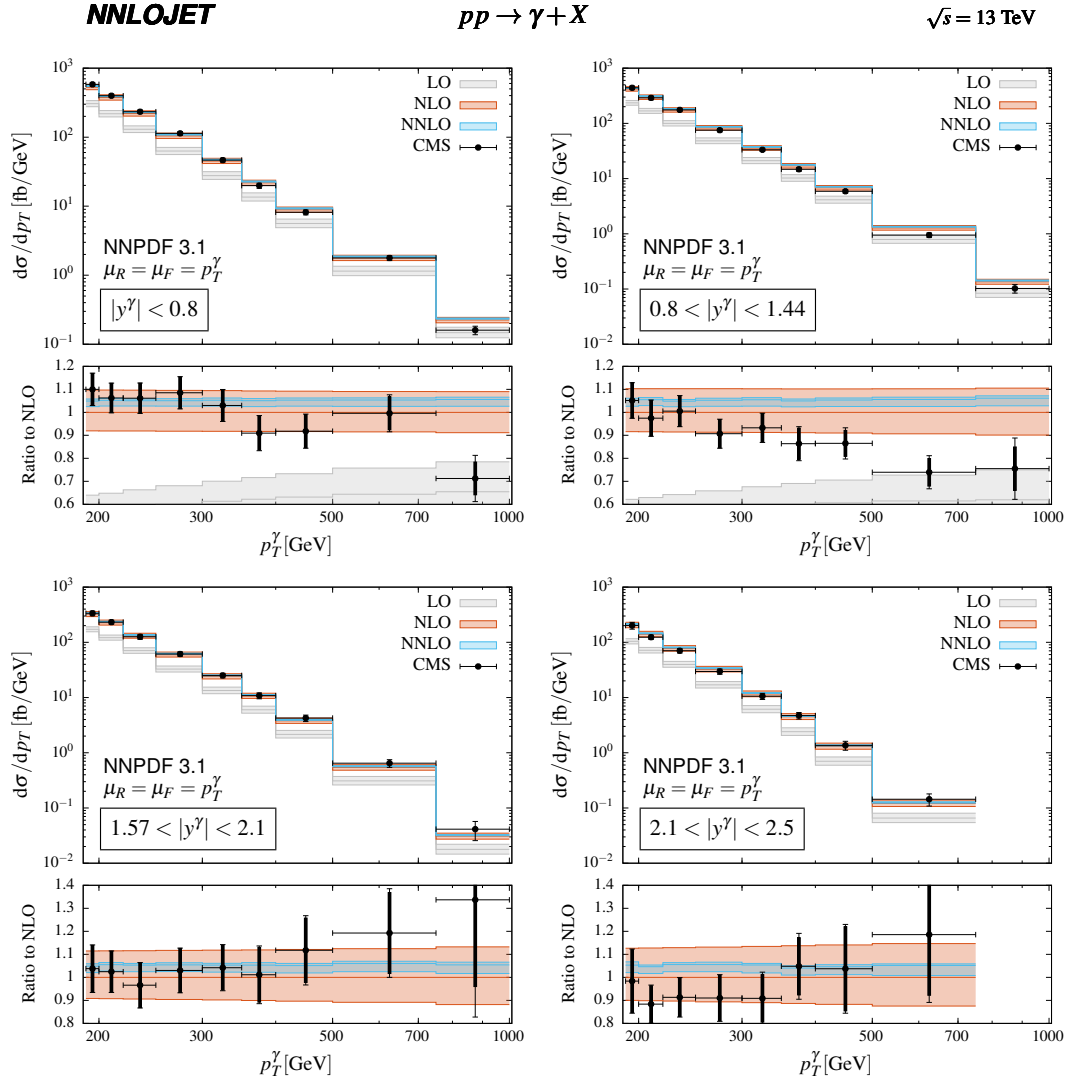 NNLOJET pp → γ + X √s = 13 TeV
10³
10²
10¹
10⁰
10⁻¹
dσ/dp_T [fb/GeV]
LO
NLO
NNLO
CMS
NNPDF 3.1
μ_R = μ_F = p_T^γ
|y^γ| < 0.8
1.2
1.1
1
0.9
0.8
0.7
0.6
Ratio to NLO
200 300 500 700 1000
p_T^γ [GeV]
10³
10²
10¹
10⁰
10⁻¹
10⁻²
dσ/dp_T [fb/GeV]
LO
NLO
NNLO
CMS
NNPDF 3.1
μ_R = μ_F = p_T^γ
0.8 < |y^γ| < 1.44
1.2
1.1
1
0.9
0.8
0.7
0.6
Ratio to NLO
200 300 500 700 1000
p_T^γ [GeV]
10³
10²
10¹
10⁰
10⁻¹
10⁻²
dσ/dp_T [fb/GeV]
LO
NLO
NNLO
CMS
NNPDF 3.1
μ_R = μ_F = p_T^γ
1.57 < |y^γ| < 2.1
1.4
1.3
1.2
1.1
1.0
0.9
0.8
Ratio to NLO
200 300 500 700 1000
p_T^γ [GeV]
10³
10²
10¹
10⁰
10⁻¹
10⁻²
dσ/dp_T [fb/GeV]
LO
NLO
NNLO
CMS
NNPDF 3.1
μ_R = μ_F = p_T^γ
2.1 < |y^γ| < 2.5
1.4
1.3
1.2
1.1
1.0
0.9
0.8
Ratio to NLO
200 300 500 700 1000
p_T^γ [GeV]